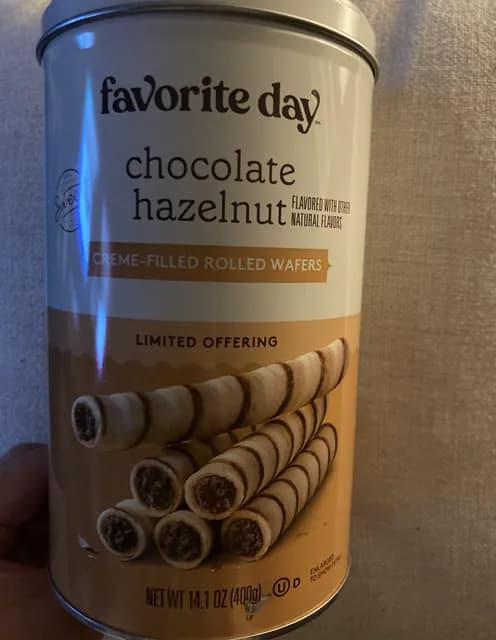 favorite day™
chocolate
hazelnut
FLAVORED WITH OTHER
NATURAL FLAVORS
CREME-FILLED ROLLED WAFERS
LIMITED OFFERING
ENLARGED
TO SHOW DETAIL
NET WT 14.1 OZ (400g)
U D